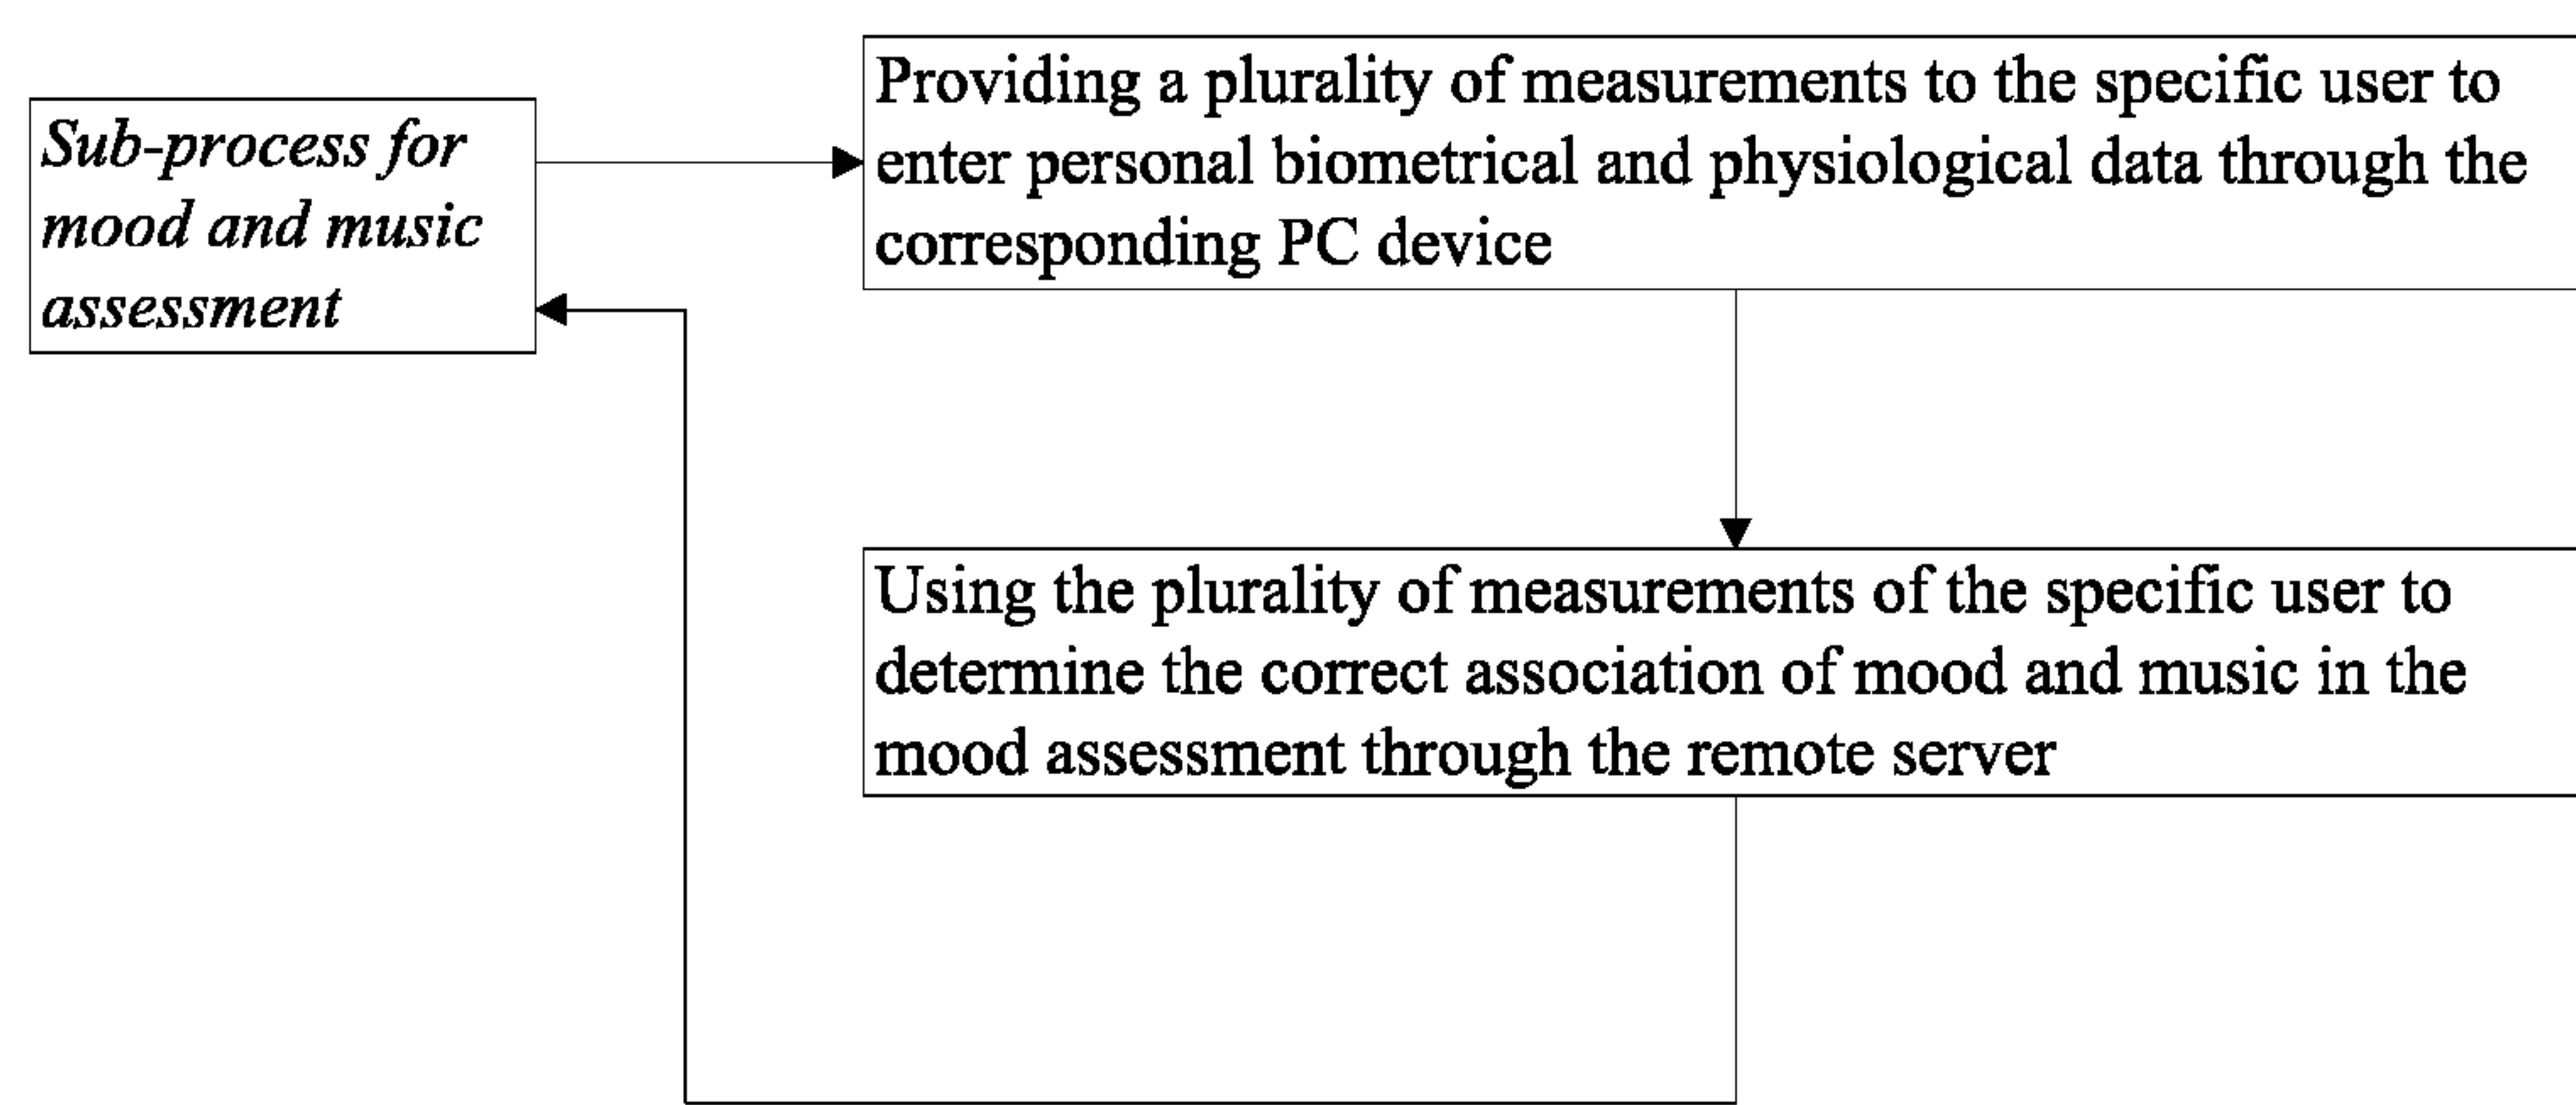 Sub-process for
mood and music
assessment
Providing a plurality of measurements to the specific user to
enter personal biometrical and physiological data through the
corresponding PC device
Using the plurality of measurements of the specific user to
determine the correct association of mood and music in the
mood assessment through the remote server